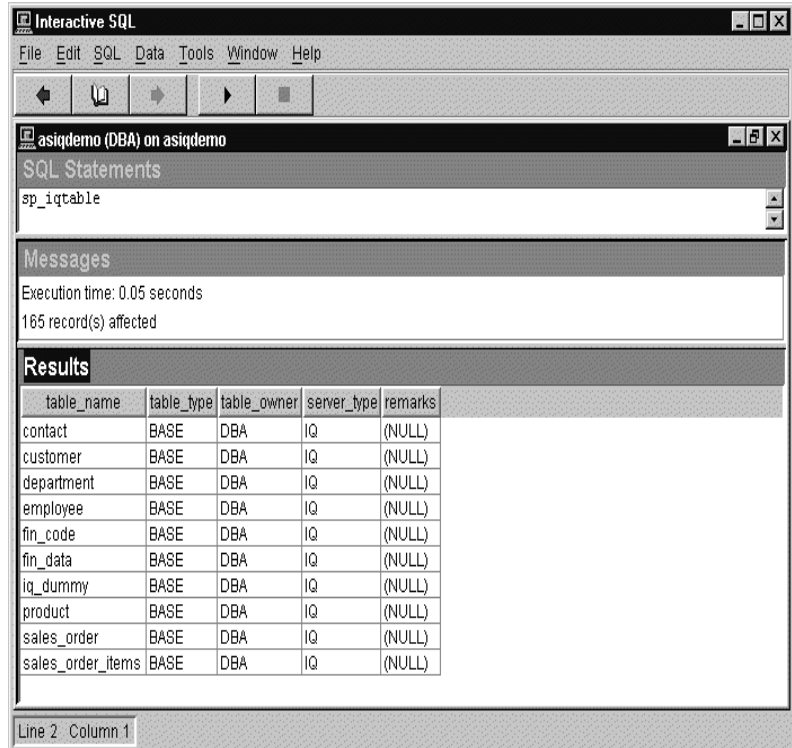 Interactive SQL
File Edit SQL Data Tools Window Help
asiqdemo (DBA) on asiqdemo
SQL Statements
sp_iqtable
Messages
Execution time: 0.05 seconds
165 record(s) affected
Results
table_name table_type table_owner server_type remarks
contact BASE DBA IQ (NULL)
customer BASE DBA IQ (NULL)
department BASE DBA IQ (NULL)
employee BASE DBA IQ (NULL)
fin_code BASE DBA IQ (NULL)
fin_data BASE DBA IQ (NULL)
iq_dummy BASE DBA IQ (NULL)
product BASE DBA IQ (NULL)
sales_order BASE DBA IQ (NULL)
sales_order_items BASE DBA IQ (NULL)
Line 2 Column 1